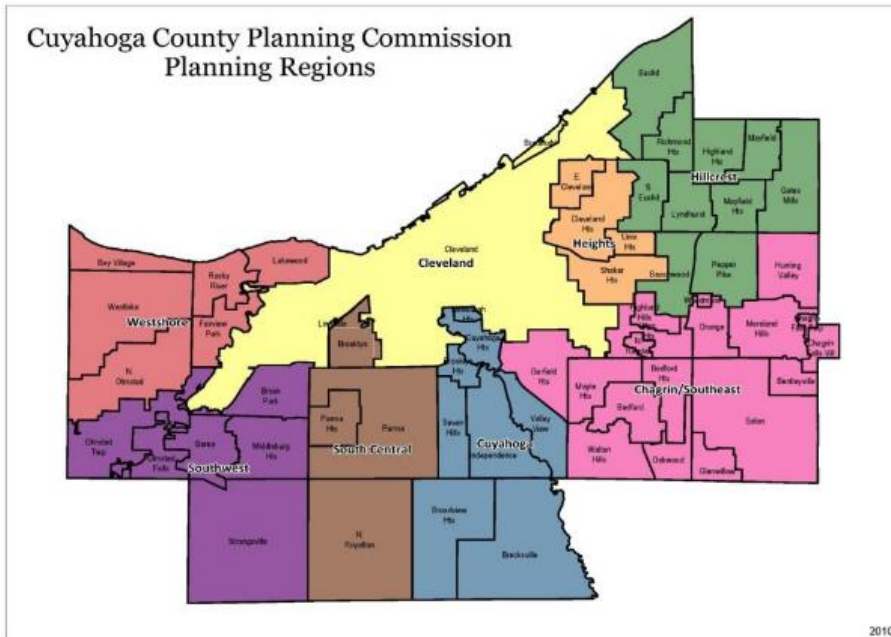 Cuyahoga County Planning Commission
Planning Regions
Euclid
Richmond
Hts
Highland
Hts
Mayfield
Hillcrest
Gates
Mills
S.
Euclid
Lyndhurst
Mayfield
Hts
E.
Cleveland
Cleveland
Hts
Heights
Univ.
Hts
Shaker
Hts
Beachwood
Pepper
Pike
Hunting
Valley
Cleveland
Cleveland
Bay Village
Rocky
River
Lakewood
Westlake
Westshore
Fairview
Park
N.
Olmsted
Brooklyn
Cuyahoga
Hts
Garfield
Hts
Maple
Hts
Bedford
Hts
Bedford
Orange
Moreland
Hills
Bentleyville
Chagrin/Southeast
Solon
Walton
Hills
Oakwood
Glenwillow
Brook
Park
Olmsted
Twp
Olmsted
Falls
Berea
Middleburg
Hts
Southwest
Parma
Hts
Parma
South Central
Seven
Hills
Valley
View
Cuyahoga
Independence
Strongsville
N.
Royalton
Broadview
Hts
Brecksville
2010